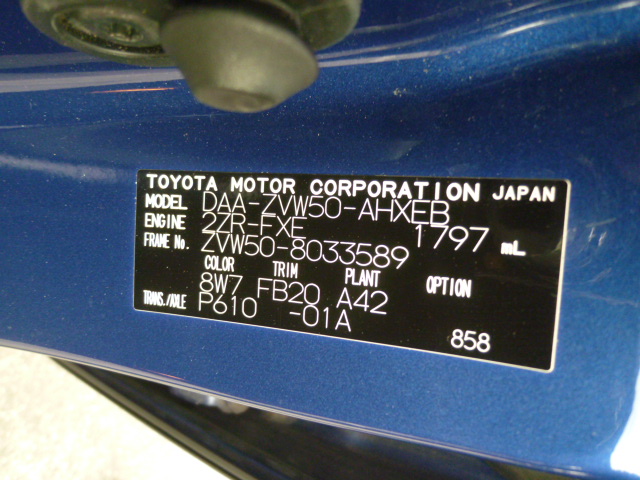 TOYOTA MOTOR CORPORATION JAPAN
MODEL DAA-ZVW50-AHXEB
ENGINE 2ZR-FXE 1797 mL
FRAME No. ZVW50-8033589
COLOR TRIM PLANT OPTION
8W7 FB20 A42
TRANS./AXLE P610 -01A
858